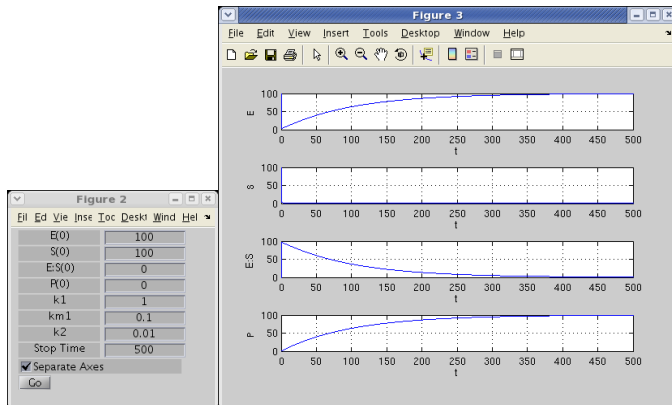 Figure 3
File Edit View Insert Tools Desktop Window Help
100
50
0
E
0 50 100 150 200 250 300 350 400 450 500
t
100
50
0
S
0 50 100 150 200 250 300 350 400 450 500
t
100
50
0
E:S
0 50 100 150 200 250 300 350 400 450 500
t
100
50
0
P
0 50 100 150 200 250 300 350 400 450 500
t
Figure 2
Fil Ed Vie Inse Toc Deskt Wind Hel
E(0) 100
S(0) 100
E:S(0) 0
P(0) 0
k1 1
km1 0.1
k2 0.01
Stop Time 500
Separate Axes
Go